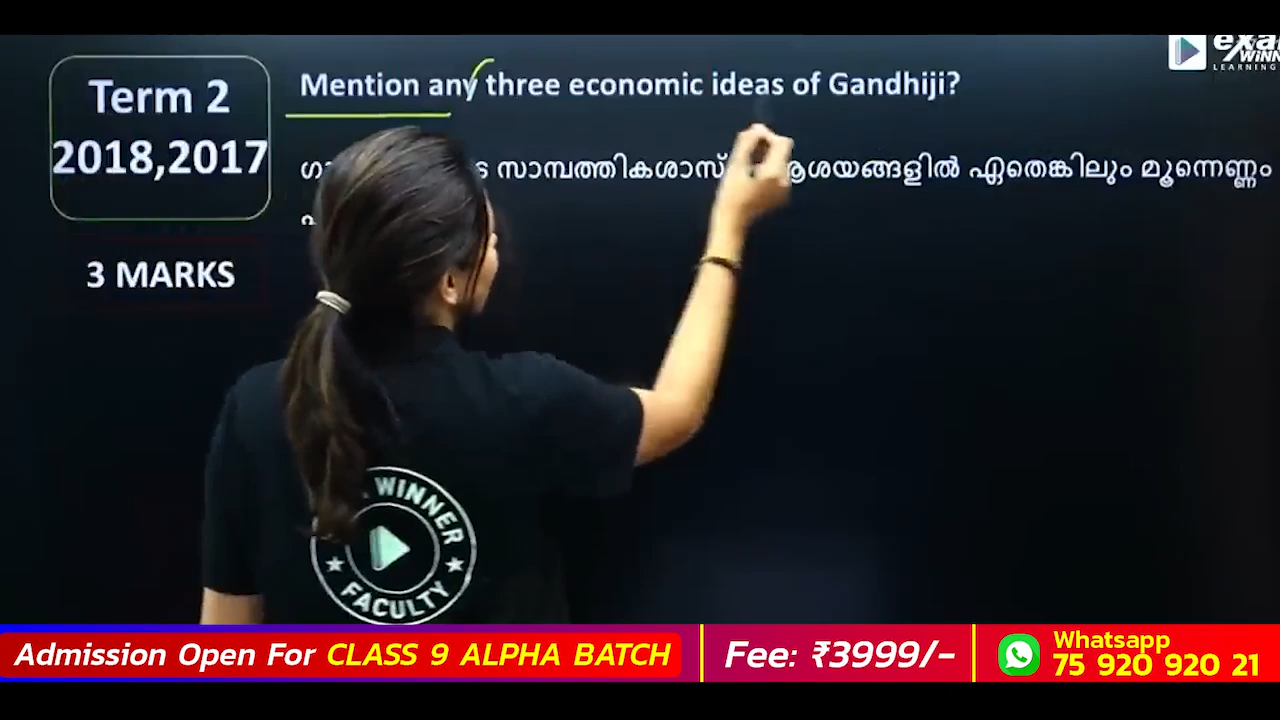 Term 2
2018,2017
3 MARKS
Mention any three economic ideas of Gandhiji?
സാമ്പത്തികശാസ് ആശയങ്ങളിൽ ഏതെങ്കിലും മൂന്നെണ്ണം
WINNER
FACULTY
Admission Open For CLASS 9 ALPHA BATCH
Fee: ₹3999/-
Whatsapp
75 920 920 21